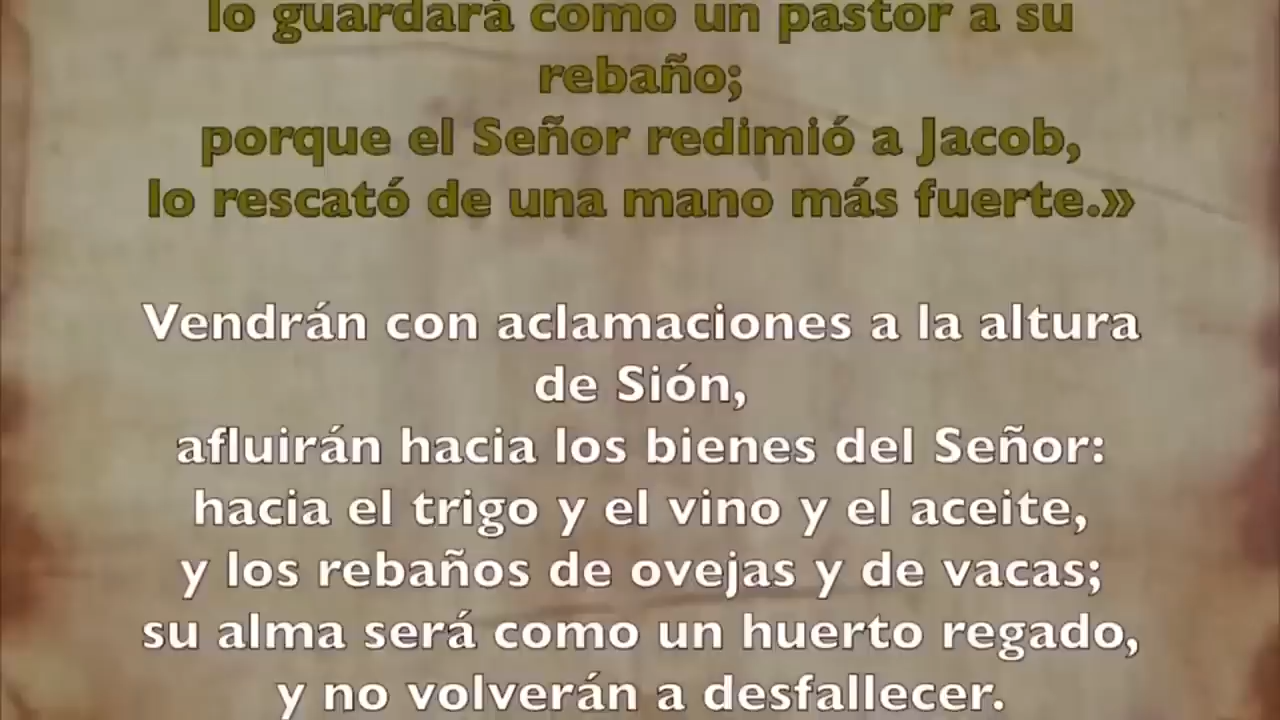 lo guardará como un pastor a su
rebaño;
porque el Señor redimió a Jacob,
lo rescató de una mano más fuerte.»
Vendrán con aclamaciones a la altura
de Sión,
afluirán hacia los bienes del Señor:
hacia el trigo y el vino y el aceite,
y los rebaños de ovejas y de vacas;
su alma será como un huerto regado,
y no volverán a desfallecer.